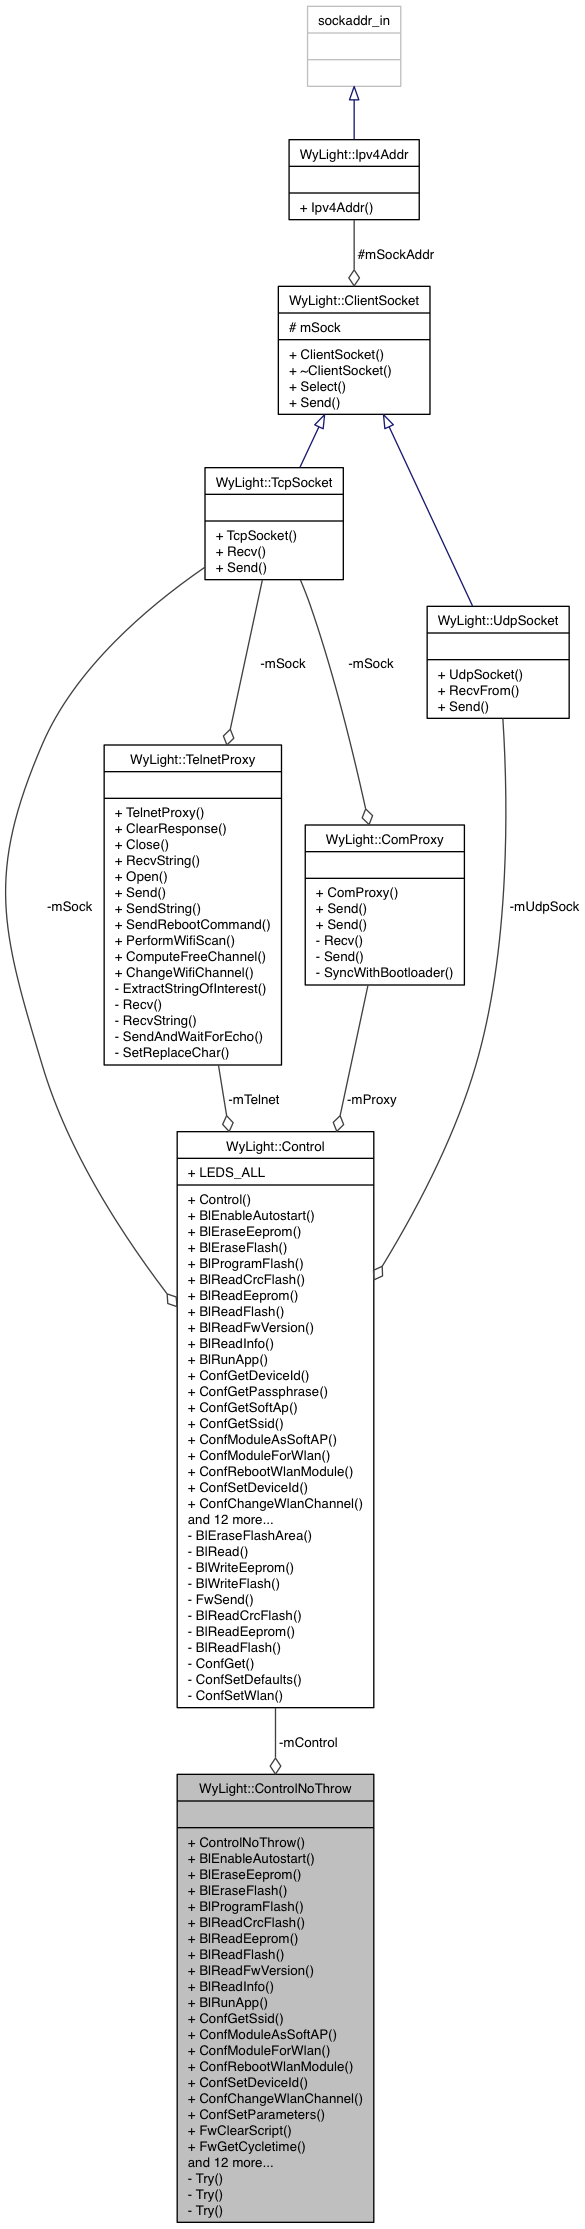 sockaddr_in
WyLight::Ipv4Addr
+ Ipv4Addr()
#mSockAddr
WyLight::ClientSocket
# mSock
+ ClientSocket()
+ ~ClientSocket()
+ Select()
+ Send()
WyLight::TcpSocket
+ TcpSocket()
+ Recv()
+ Send()
WyLight::UdpSocket
+ UdpSocket()
+ RecvFrom()
+ Send()
-mSock
-mSock
WyLight::TelnetProxy
+ TelnetProxy()
+ ClearResponse()
+ Close()
+ RecvString()
+ Open()
+ Send()
+ SendString()
+ SendRebootCommand()
+ PerformWifiScan()
+ ComputeFreeChannel()
+ ChangeWifiChannel()
- ExtractStringOfInterest()
- Recv()
- RecvString()
- SendAndWaitForEcho()
- SetReplaceChar()
WyLight::ComProxy
+ ComProxy()
+ Send()
+ Send()
- Recv()
- Send()
- SyncWithBootloader()
-mSock
-mUdpSock
-mTelnet
-mProxy
WyLight::Control
+ LEDS_ALL
+ Control()
+ BlEnableAutostart()
+ BlEraseEeprom()
+ BlEraseFlash()
+ BlProgramFlash()
+ BlReadCrcFlash()
+ BlReadEeprom()
+ BlReadFlash()
+ BlReadFwVersion()
+ BlReadInfo()
+ BlRunApp()
+ ConfGetDeviceId()
+ ConfGetPassphrase()
+ ConfGetSoftAp()
+ ConfGetSsid()
+ ConfModuleAsSoftAP()
+ ConfModuleForWlan()
+ ConfRebootWlanModule()
+ ConfSetDeviceId()
+ ConfChangeWlanChannel()
and 12 more...
- BlEraseFlashArea()
- BlRead()
- BlWriteEeprom()
- BlWriteFlash()
- FwSend()
- BlReadCrcFlash()
- BlReadEeprom()
- BlReadFlash()
- ConfGet()
- ConfSetDefaults()
- ConfSetWlan()
-mControl
WyLight::ControlNoThrow
+ ControlNoThrow()
+ BlEnableAutostart()
+ BlEraseEeprom()
+ BlEraseFlash()
+ BlProgramFlash()
+ BlReadCrcFlash()
+ BlReadEeprom()
+ BlReadFlash()
+ BlReadFwVersion()
+ BlReadInfo()
+ BlRunApp()
+ ConfGetSsid()
+ ConfModuleAsSoftAP()
+ ConfModuleForWlan()
+ ConfRebootWlanModule()
+ ConfSetDeviceId()
+ ConfChangeWlanChannel()
+ ConfSetParameters()
+ FwClearScript()
+ FwGetCycletime()
and 12 more...
- Try()
- Try()
- Try()